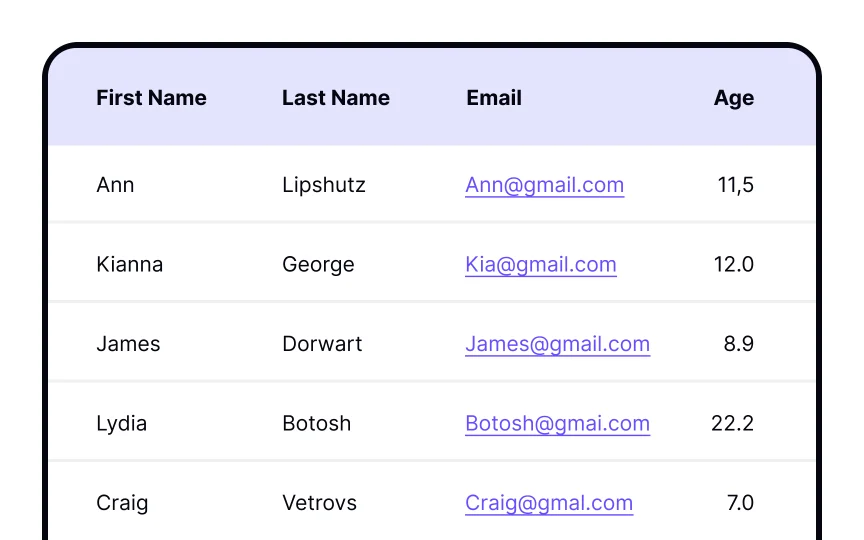 First Name Last Name Email Age
Ann Lipshutz Ann@gmail.com 11,5
Kianna George Kia@gmail.com 12.0
James Dorwart James@gmail.com 8.9
Lydia Botosh Botosh@gmai.com 22.2
Craig Vetrovs Craig@gmal.com 7.0